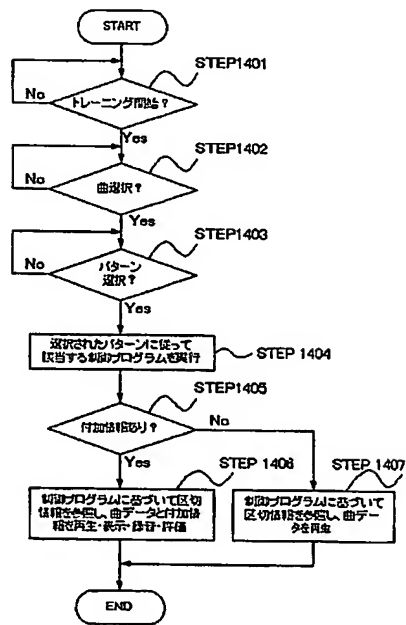 START
STEP1401
トレーニング開始？
No
Yes
STEP1402
曲選択？
No
Yes
STEP1403
パターン
選択？
No
Yes
選択されたパターンに従って
該当する制御プログラムを実行
STEP 1404
STEP1405
付加情報あり？
No
Yes
STEP 1406
制御プログラムに基づいて区切
情報を参照し、曲データと付加情
報を再生・表示・録音・評価
STEP 1407
制御プログラムに基づいて
区切情報を参照し、曲デー
タを再生
END